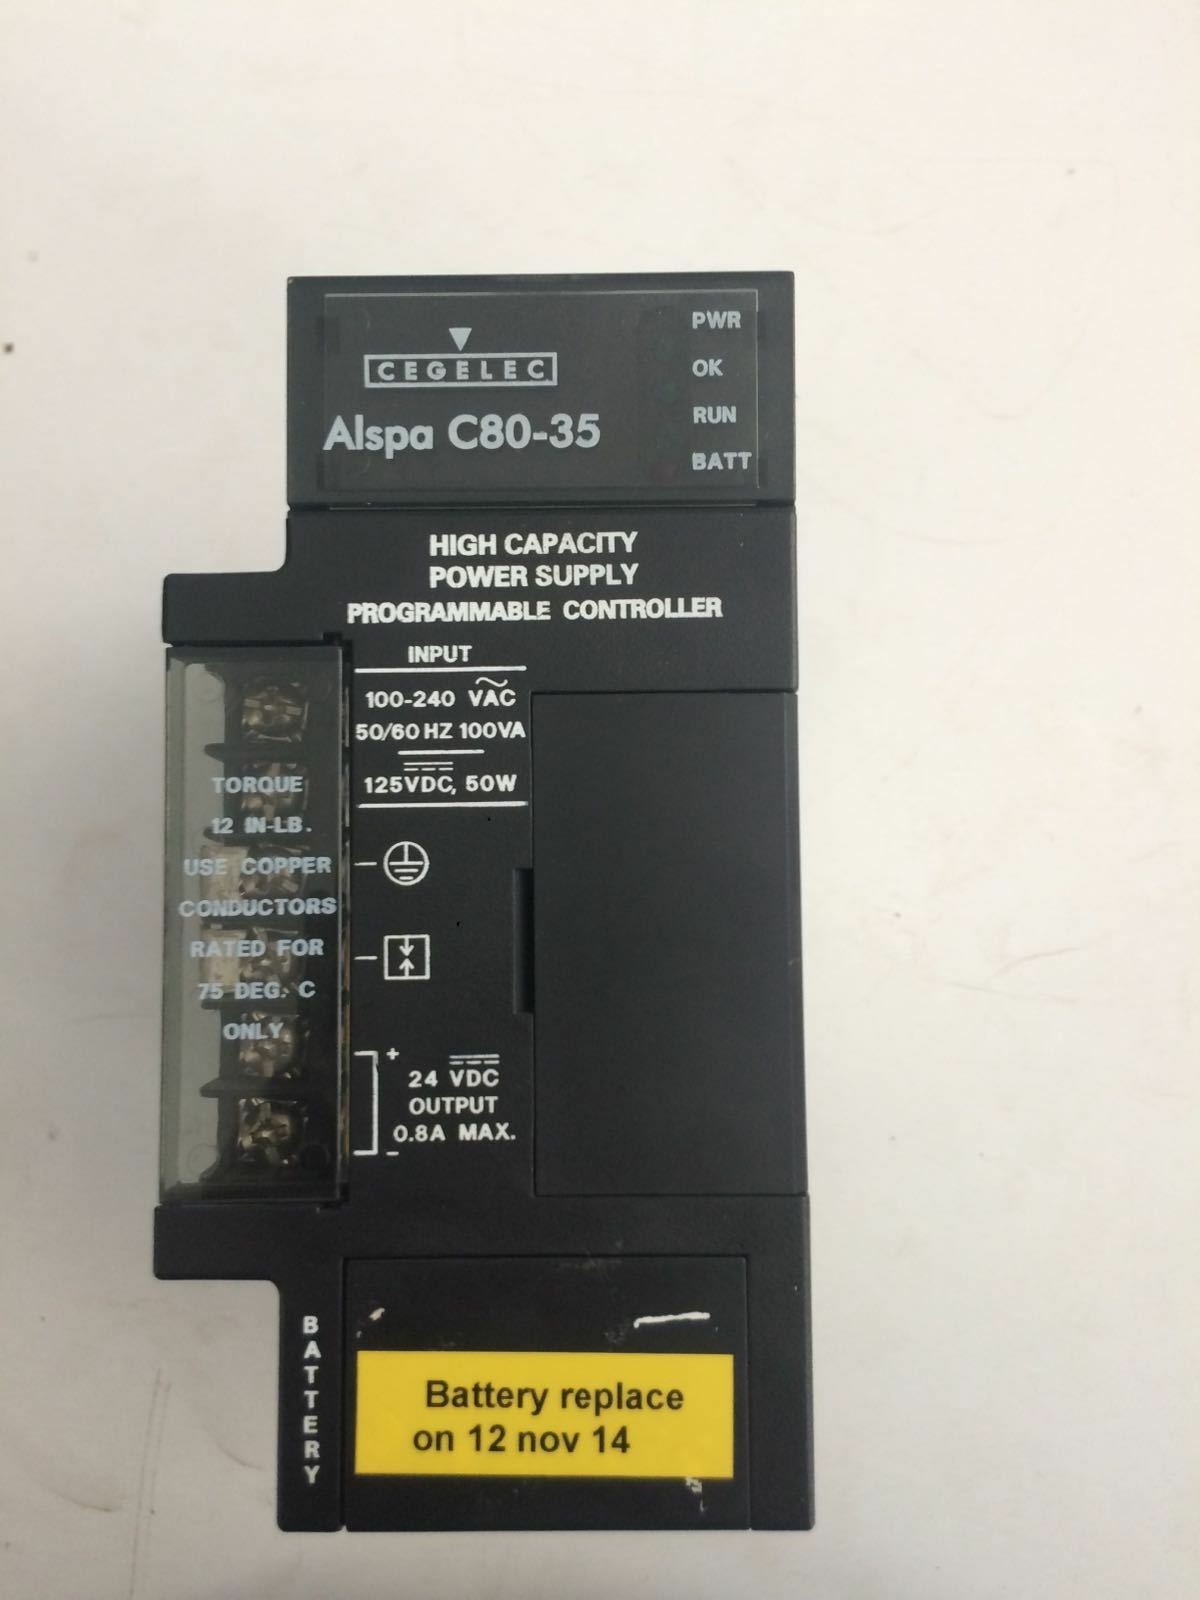 CEGELEC
Alspa C80-35
PWR
OK
RUN
BATT
HIGH CAPACITY
POWER SUPPLY
PROGRAMMABLE CONTROLLER
INPUT
100-240 VAC
50/60 HZ 100VA
125VDC, 50W
TORQUE
12 IN-LB.
USE COPPER
CONDUCTORS
RATED FOR
75 DEG. C
ONLY
+
24 VDC
OUTPUT
0.8A MAX.
-
BATTERY
Battery replace
on 12 nov 14